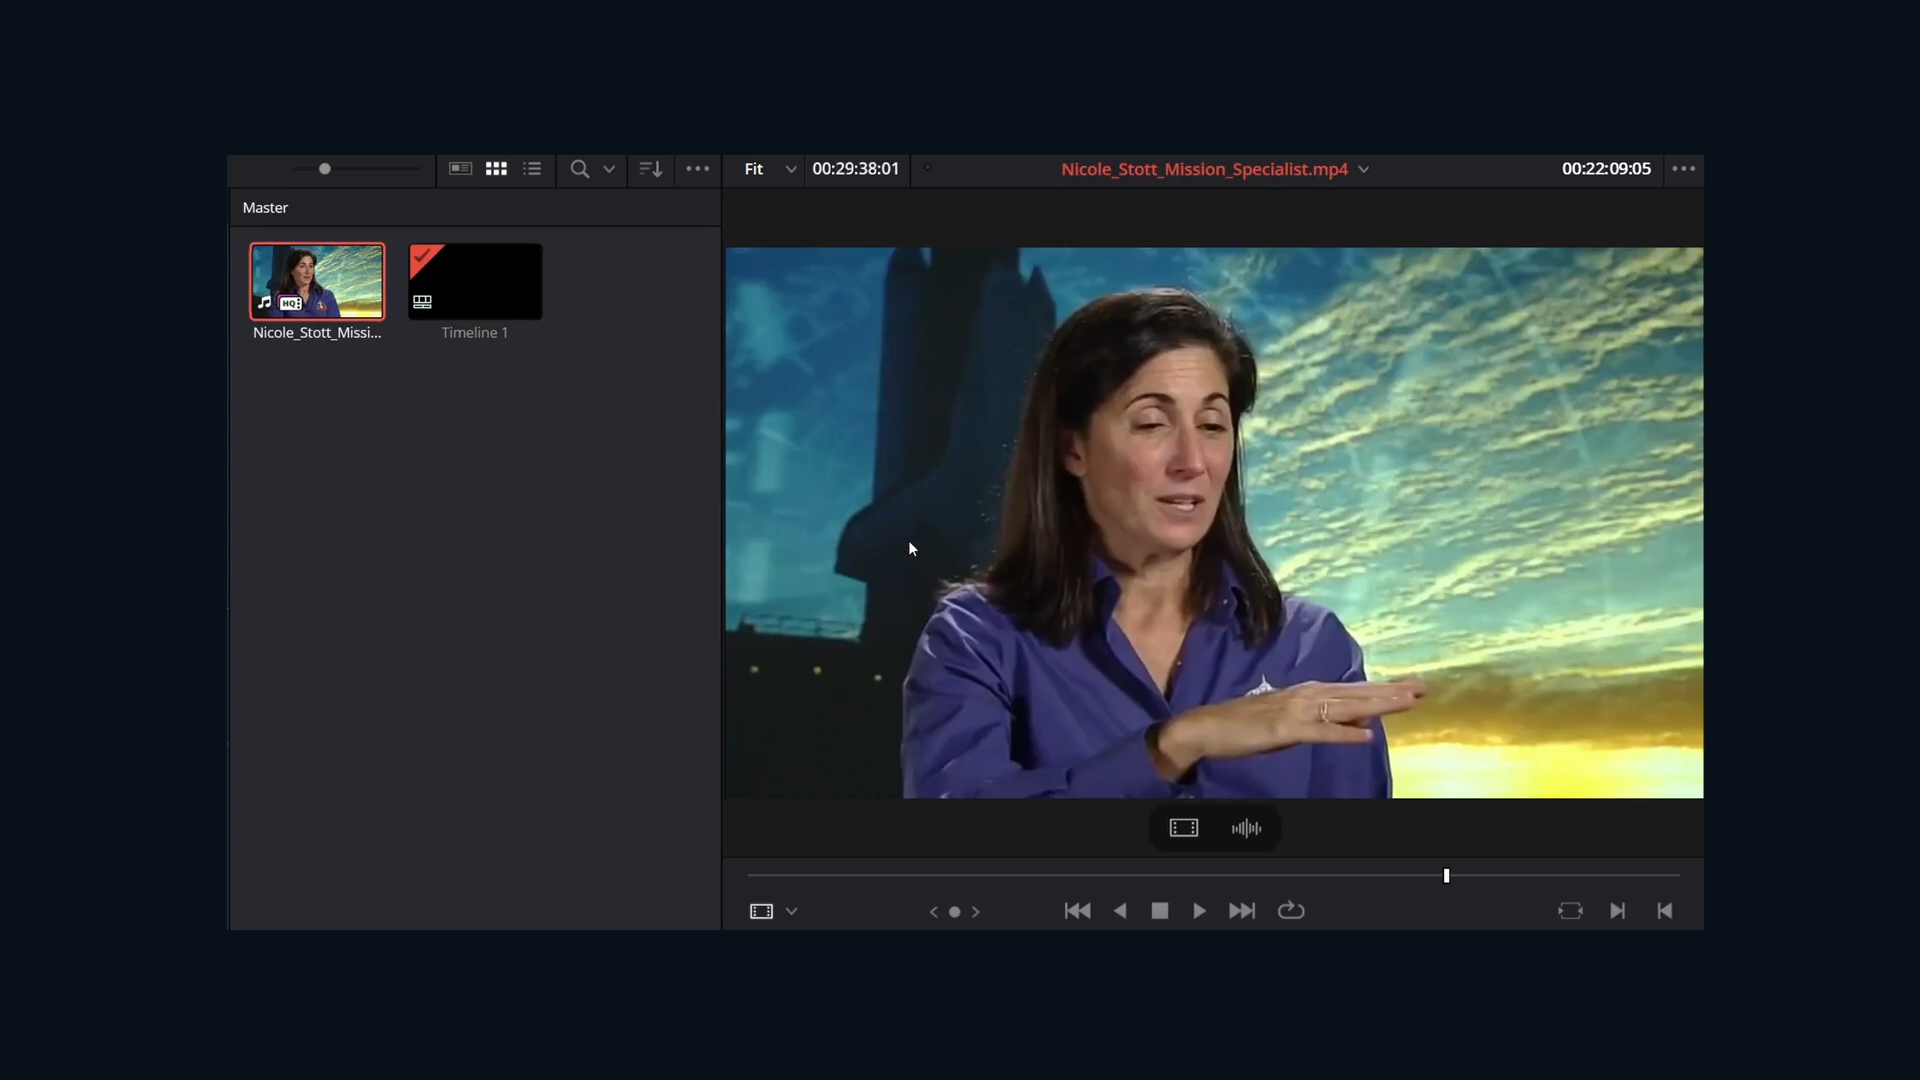 Fit 00:29:38:01 Nicole_Stott_Mission_Specialist.mp4 00:22:09:05
Master
HQ
Nicole_Stott_Missi... Timeline 1